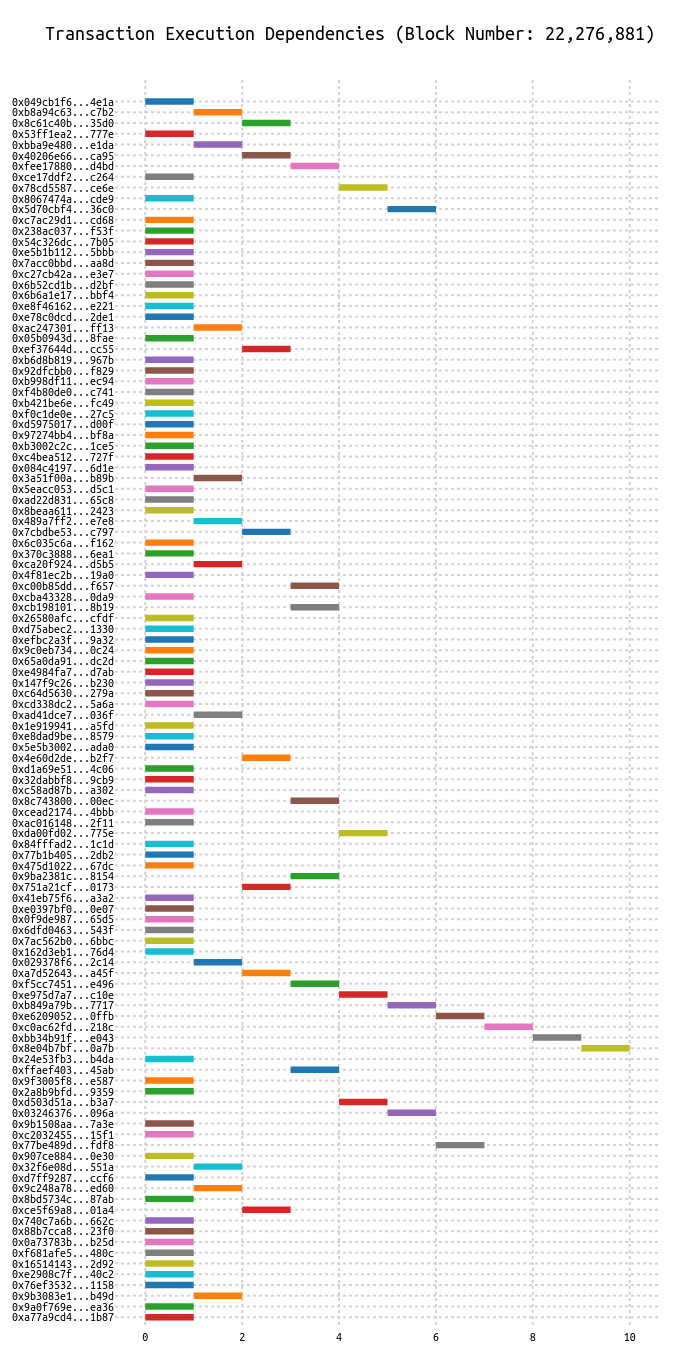 Transaction Execution Dependencies (Block Number: 22,276,881)
0x049cb1f6...4e1a
0xb8a94c63...c7b2
0x8c61c40b...35d0
0x53ff1ea2...777e
0xbba9e480...e1da
0x40206e66...ca95
0xfee17880...d4bd
0xce17ddf2...c264
0x78cd5587...ce6e
0x8067474a...cde9
0x5d70cbf4...36c0
0xc7ac29d1...cd68
0x238ac037...f53f
0x54c326dc...7b05
0xe5b1b112...5bbb
0x7acc0bbd...aa8d
0xc27cb42a...e3e7
0x6b52cd1b...d2bf
0x6b6a1e17...bbf4
0xe8f46162...e221
0xe78c0dcd...2de1
0xac247301...ff13
0x05b0943d...8fae
0xef37644d...cc55
0xb6d8b819...967b
0x92dfcbb0...f829
0xb998df11...ec94
0xf4b80de0...c741
0xb421be6e...fc49
0xf0c1de0e...27c5
0xd5975017...d00f
0x97274bb4...bf8a
0xb3002c2c...1ce5
0xc4bea512...727f
0x084c4197...6d1e
0x3a51f00a...b89b
0x5eacc053...d5c1
0xad22d831...65c8
0x8beaa611...2423
0x489a7ff2...e7e8
0x7cbdbe53...c797
0x6c035c6a...f162
0x370c3888...6ea1
0xca20f924...d5b5
0x4f81ec2b...19a0
0xc00b85dd...f657
0xcba43328...0da9
0xcb198101...8b19
0x26580afc...cfdf
0xd75abec2...1330
0xefbc2a3f...9a32
0x9c0eb734...0c24
0x65a0da91...dc2d
0xe4984fa7...d7ab
0x147f9c26...b230
0xc64d5630...279a
0xcd338dc2...5a6a
0xad41dce7...036f
0x1e919941...a5fd
0xe8dad9be...8579
0x5e5b3002...ada0
0x4e60d2de...b2f7
0xd1a69e51...4c06
0x32dabbf8...9cb9
0xc58ad87b...a302
0x8c743800...00ec
0xcead2174...4bbb
0xac016148...2f11
0xda00fd02...775e
0x84fffad2...1c1d
0x77b1b405...2db2
0x475d1022...67dc
0x9ba2381c...8154
0x751a21cf...0173
0x41eb75f6...a3a2
0xe0397bf0...0e07
0x0f9de987...65d5
0x6dfd0463...543f
0x7ac562b0...6bbc
0x162d3eb1...76d4
0x029378f6...2c14
0xa7d52643...a45f
0xf5cc7451...e496
0xe975d7a7...c10e
0xb849a79b...7717
0xe6209052...0ffb
0xc0ac62fd...218c
0xbb34b91f...e043
0x8e04b7bf...0a7b
0x24e53fb3...b4da
0xffaef403...45ab
0x9f3005f8...e587
0x2a8b9bfd...9359
0xd503d51a...b3a7
0x03246376...096a
0x9b1508aa...7a3e
0xc2032455...15f1
0x77be489d...fdf8
0x907ce884...0e30
0x32f6e08d...551a
0xd7ff9287...ccf6
0x9c248a78...ed60
0x8bd5734c...87ab
0xce5f69a8...01a4
0x740c7a6b...662c
0x88b7cca8...23f0
0x0a73783b...b25d
0xf681afe5...480c
0x16514143...2d92
0xe2908c7f...40c2
0x76ef3532...1158
0x9b3083e1...b49d
0x9a0f769e...ea36
0xa77a9cd4...1b87
0 2 4 6 8 10